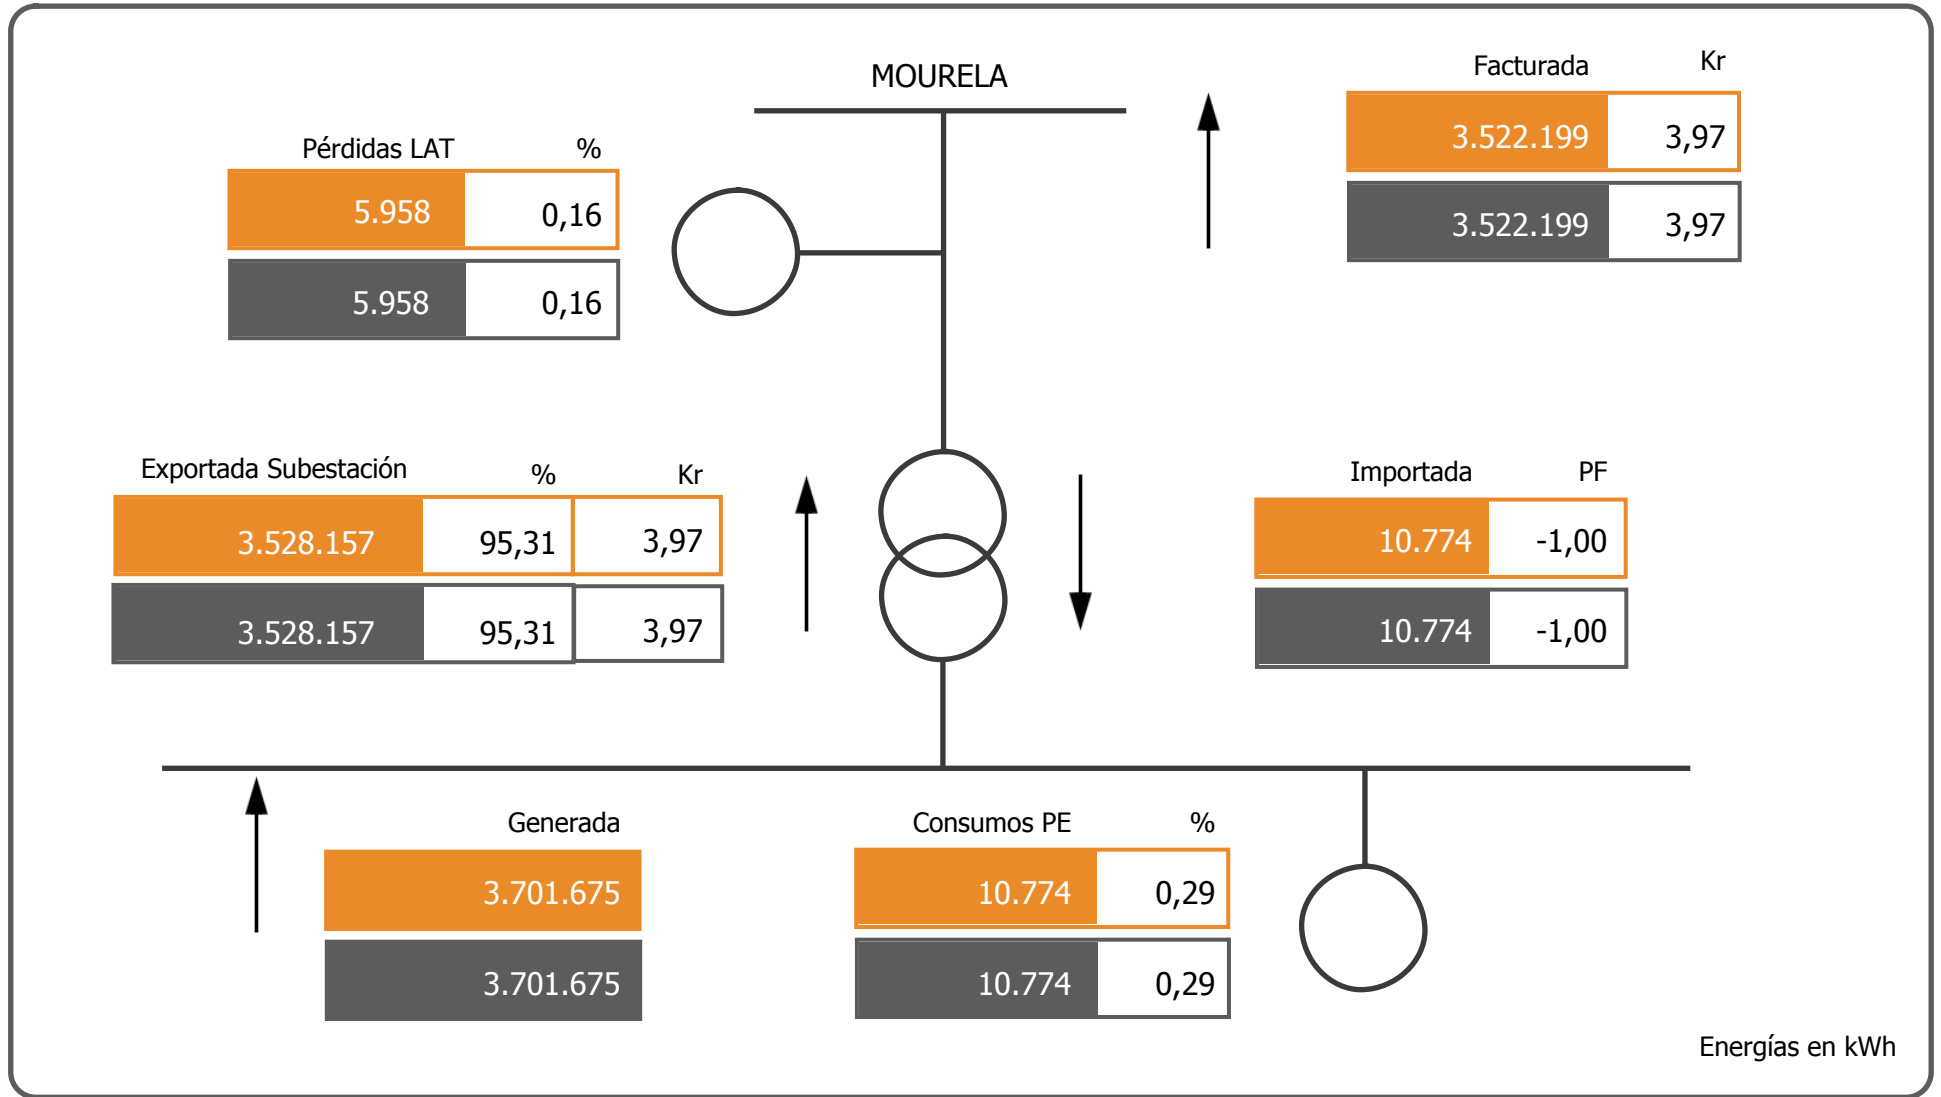 MOURELA
Facturada Kr
3.522.199 3,97
3.522.199 3,97
Pérdidas LAT %
5.958 0,16
5.958 0,16
Exportada Subestación % Kr
3.528.157 95,31 3,97
3.528.157 95,31 3,97
Importada PF
10.774 -1,00
10.774 -1,00
Generada
3.701.675
3.701.675
Consumos PE %
10.774 0,29
10.774 0,29
Energías en kWh